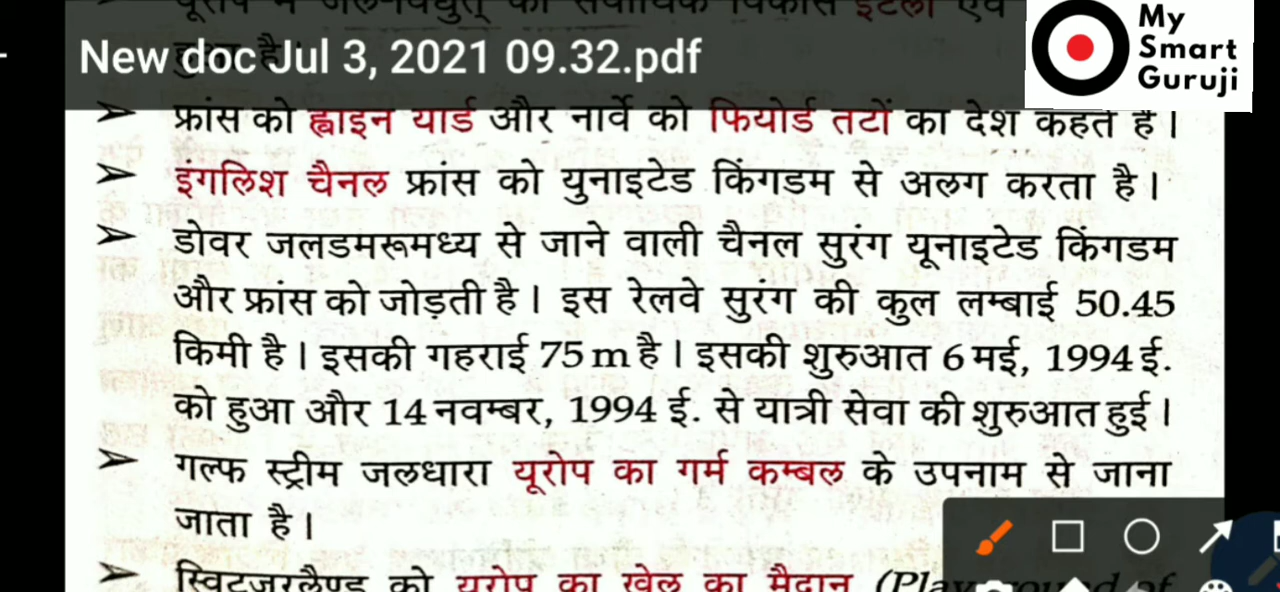 My
Smart
Guruji
New doc Jul 3, 2021 09.32.pdf
हुआ है।
➤ फ्रांस को ह्वाइन यार्ड और नार्वे को फियोर्ड तटों का देश कहते हैं।
➤ इंगलिश चैनल फ्रांस को युनाइटेड किंगडम से अलग करता है।
➤ डोवर जलडमरूमध्य से जाने वाली चैनल सुरंग यूनाइटेड किंगडम
और फ्रांस को जोड़ती है। इस रेलवे सुरंग की कुल लम्बाई 50.45
किमी है। इसकी गहराई 75 m है। इसकी शुरुआत 6 मई, 1994 ई.
को हुआ और 14 नवम्बर, 1994 ई. से यात्री सेवा की शुरुआत हुई।
➤ गल्फ स्ट्रीम जलधारा यूरोप का गर्म कम्बल के उपनाम से जाना
जाता है।
➤ स्विटजरलैण्ड को यूरोप का खेल का मैदान